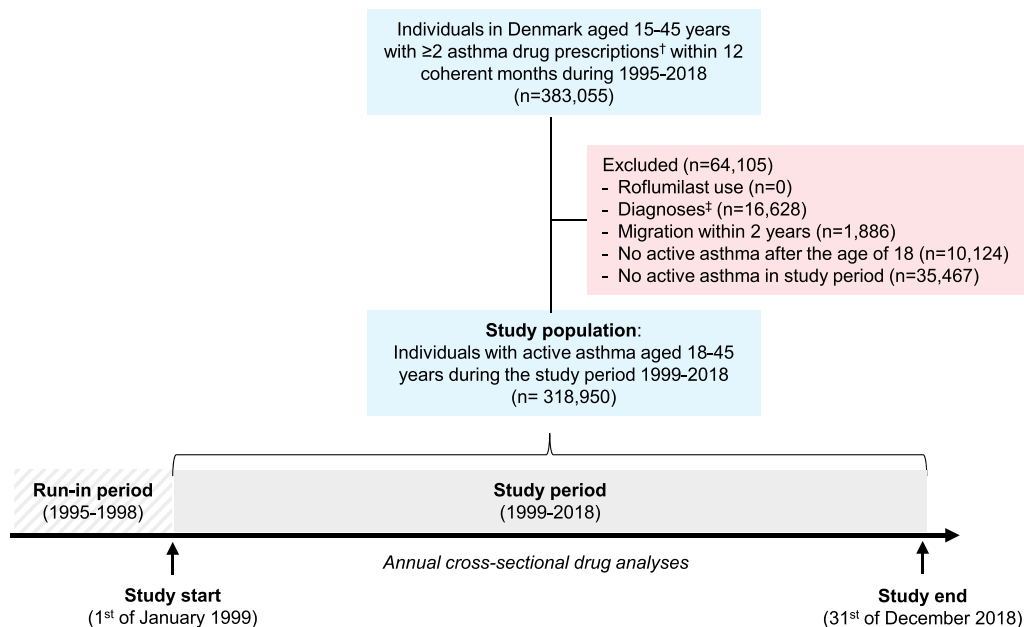 Individuals in Denmark aged 15-45 years
with ≥2 asthma drug prescriptions† within 12
coherent months during 1995-2018
(n=383,055)
Excluded (n=64,105)
- Roflumilast use (n=0)
- Diagnoses‡ (n=16,628)
- Migration within 2 years (n=1,886)
- No active asthma after the age of 18 (n=10,124)
- No active asthma in study period (n=35,467)
Study population:
Individuals with active asthma aged 18-45
years during the study period 1999-2018
(n= 318,950)
Run-in period
(1995-1998)
Study period
(1999-2018)
Annual cross-sectional drug analyses
Study start
(1st of January 1999)
Study end
(31st of December 2018)